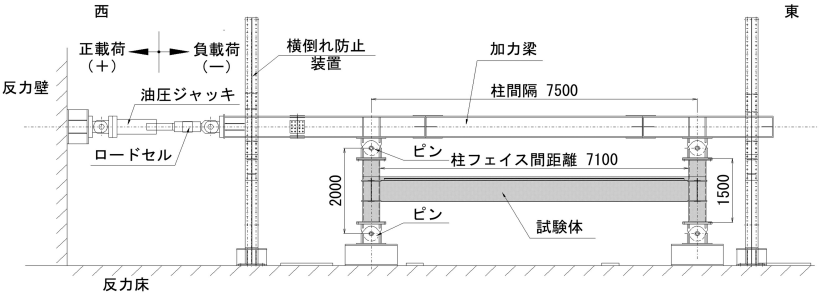 西
東
正載荷
（＋）
負載荷
（－）
横倒れ防止
装置
加力梁
反力壁
油圧ジャッキ
柱間隔 7500
ロードセル
ピン
柱フェイス間距離 7100
2000
1500
ピン
試験体
反力床